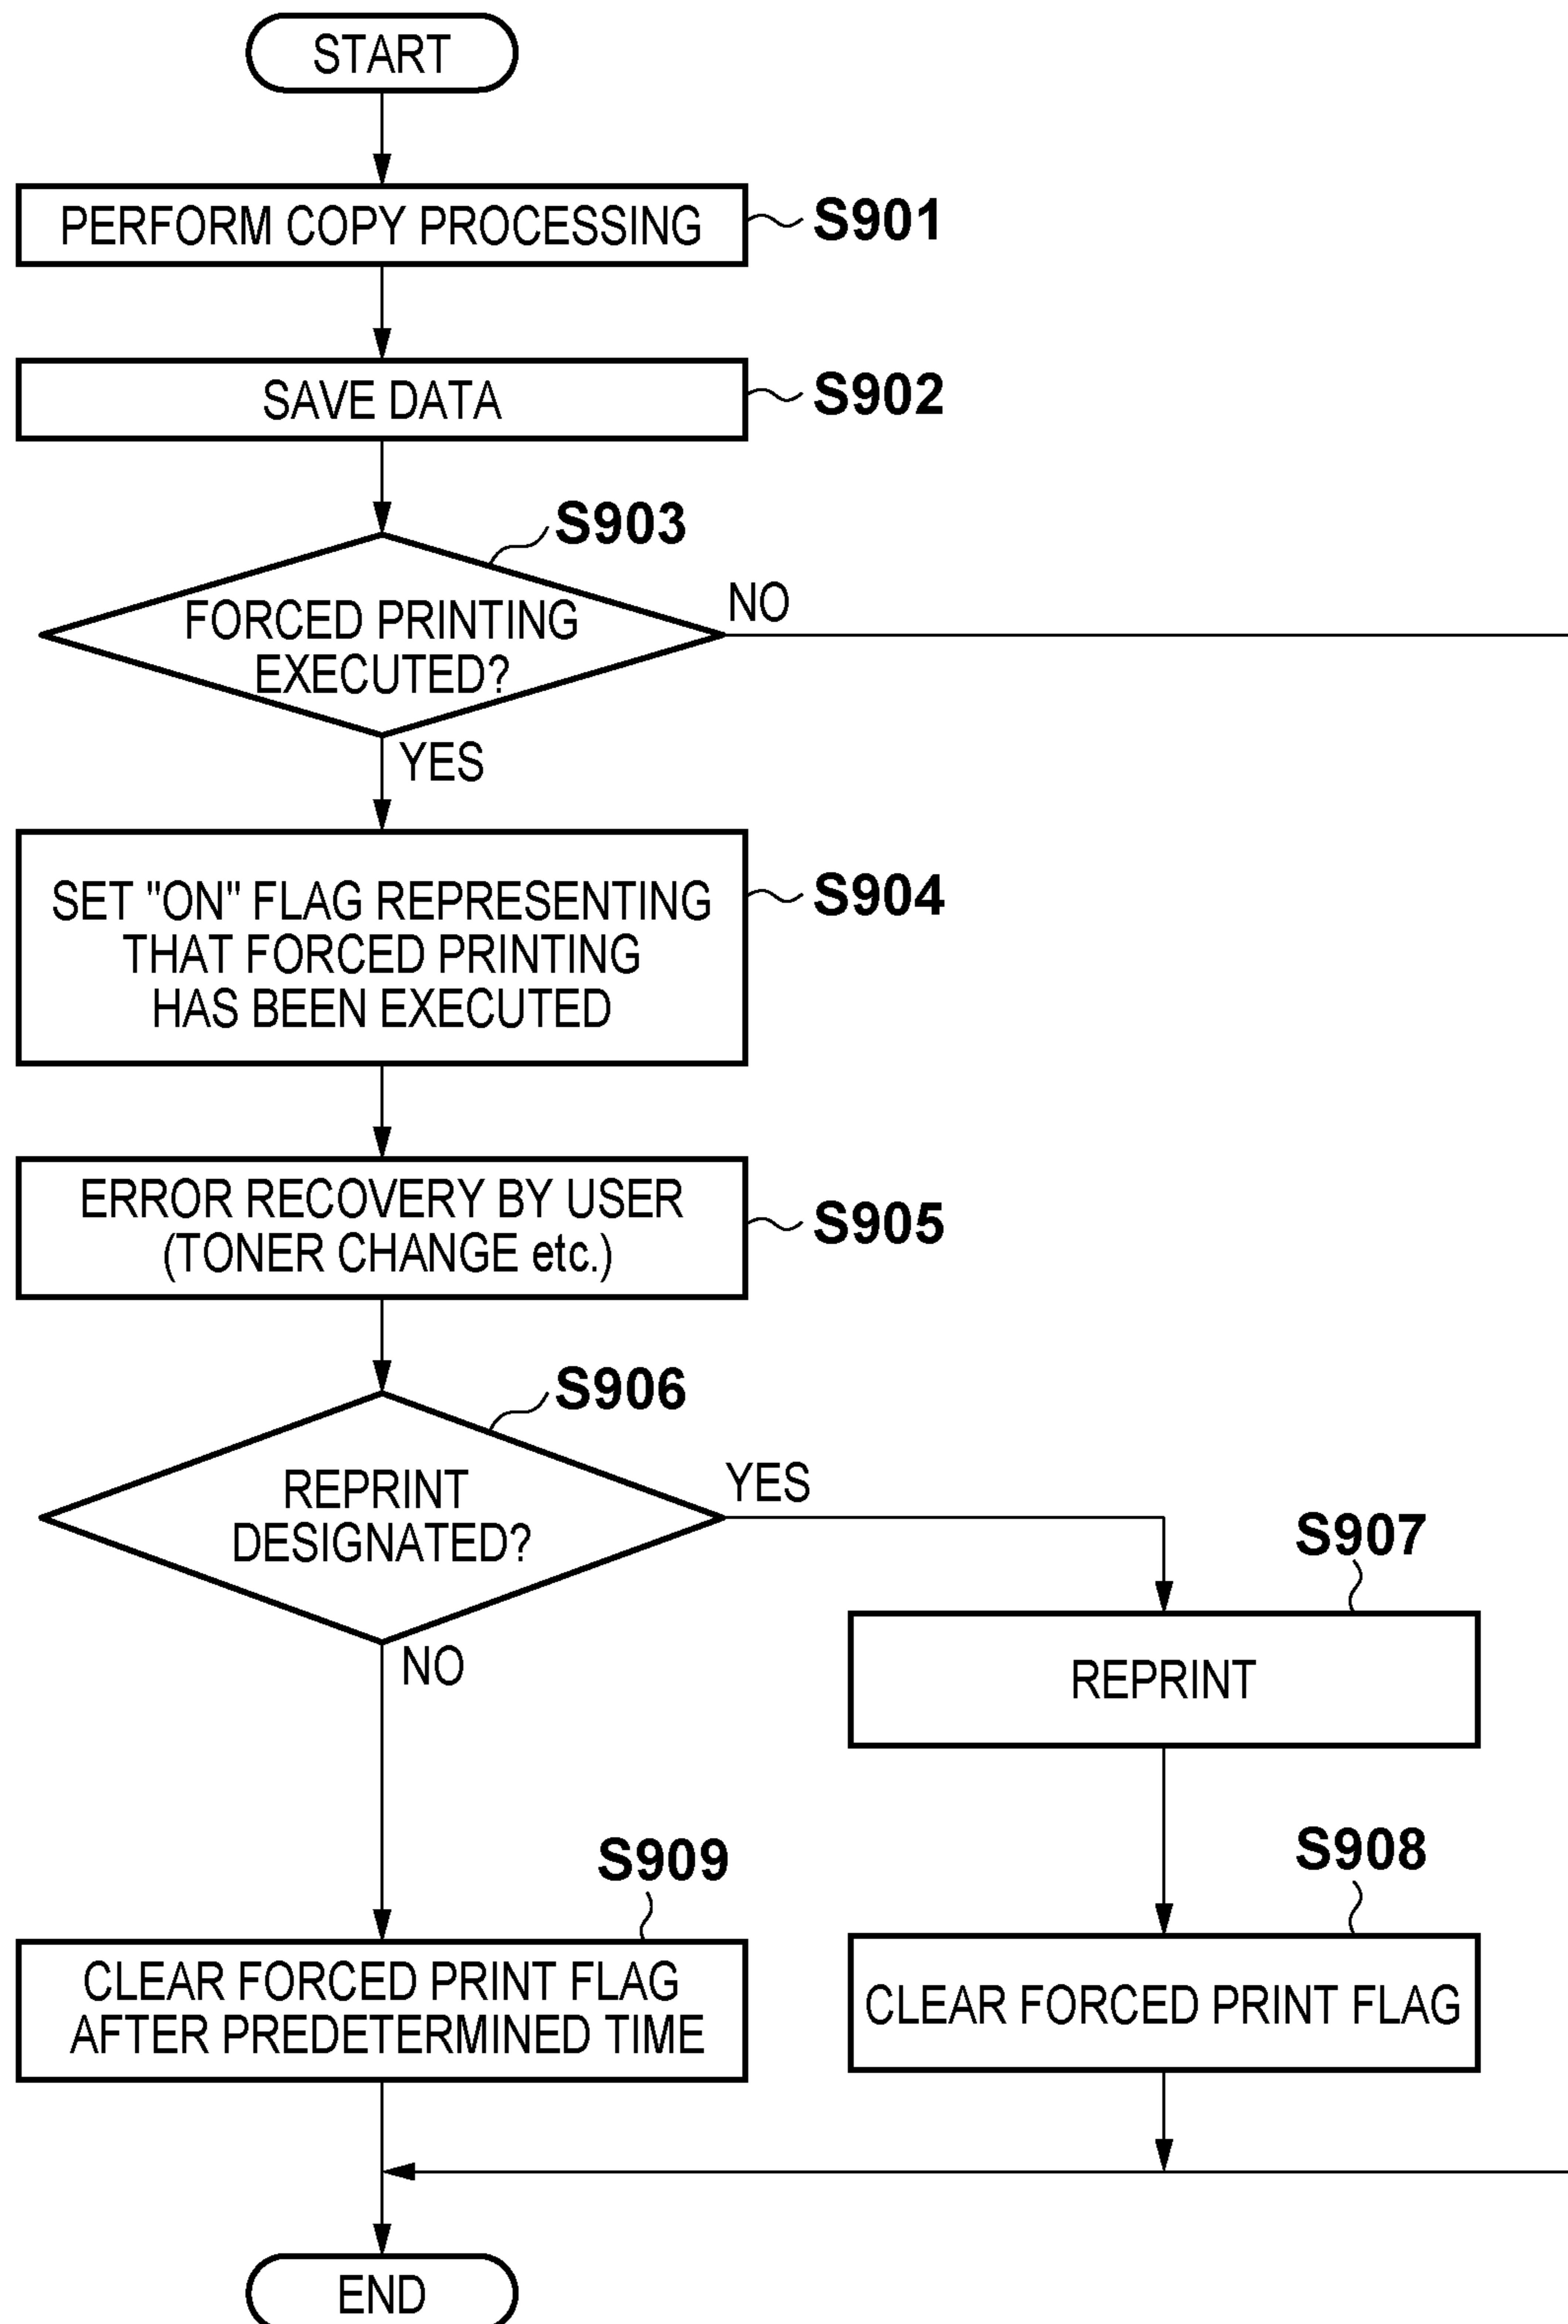 START
PERFORM COPY PROCESSING
S901
SAVE DATA
S902
S903
FORCED PRINTING
EXECUTED?
NO
YES
SET "ON" FLAG REPRESENTING
THAT FORCED PRINTING
HAS BEEN EXECUTED
S904
ERROR RECOVERY BY USER
(TONER CHANGE etc.)
S905
S906
REPRINT
DESIGNATED?
YES
NO
S907
REPRINT
S909
CLEAR FORCED PRINT FLAG
AFTER PREDETERMINED TIME
S908
CLEAR FORCED PRINT FLAG
END